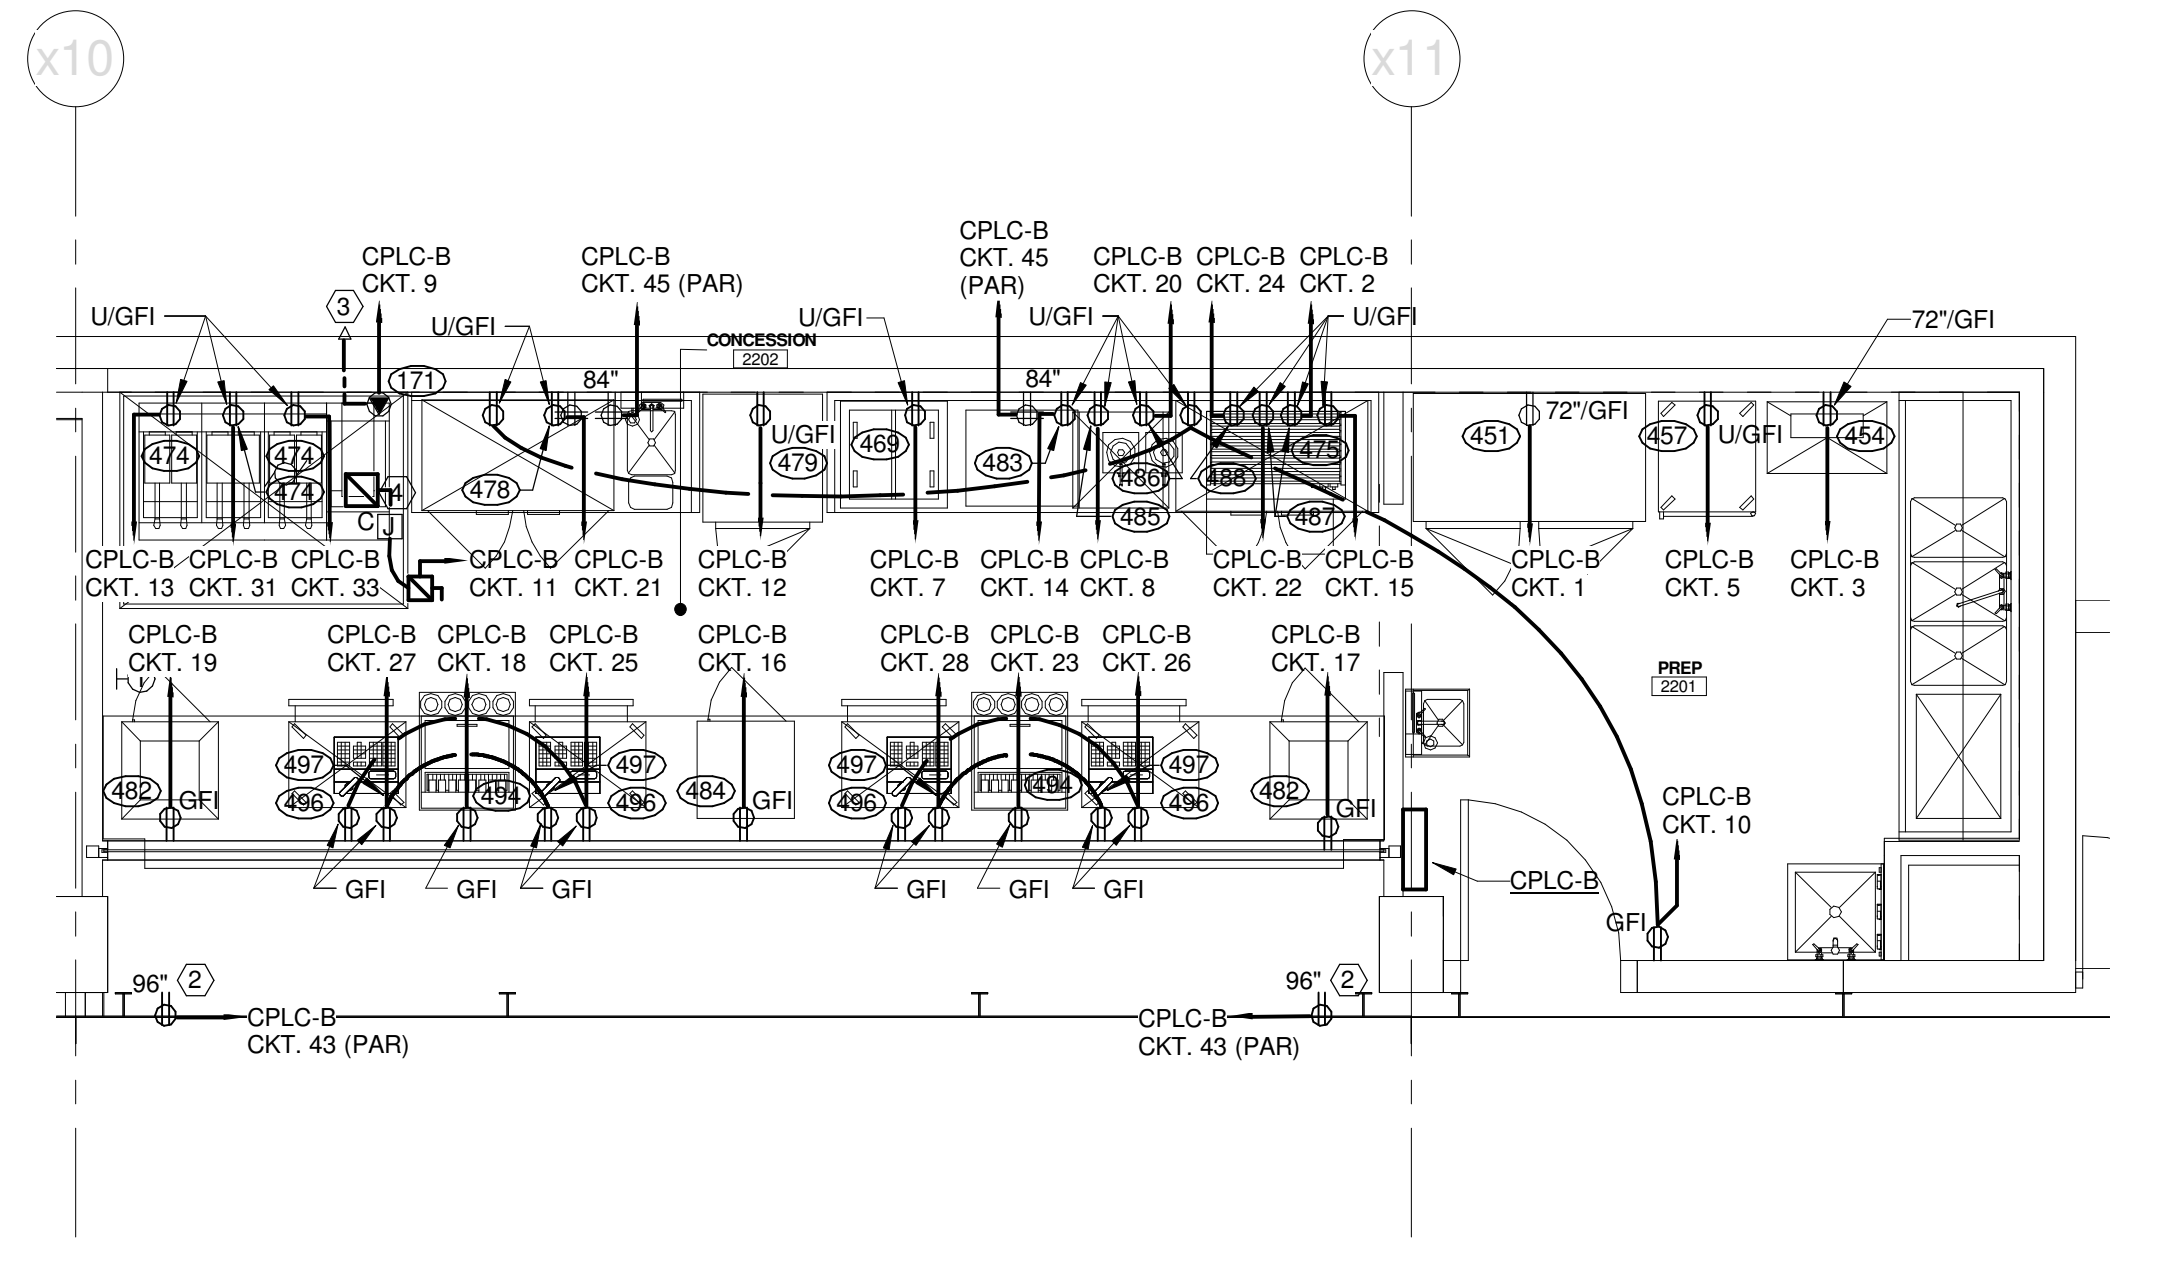 x10
x11
CPLC-B
CKT. 9
CPLC-B
CKT. 45 (PAR)
CPLC-B
CKT. 45
(PAR)
CPLC-B
CKT. 20
CPLC-B
CKT. 24
CPLC-B
CKT. 2
U/GFI
3
U/GFI
U/GFI
U/GFI
U/GFI
72"/GFI
CONCESSION
2202
171
84"
84"
72"/GFI
U/GFI
U/GFI
474
474
474
4
C
J
478
479
469
483
486
485
488
475
487
451
457
454
CPLC-B
CKT. 13
CPLC-B
CKT. 31
CPLC-B
CKT. 33
CPLC-B
CKT. 11
CPLC-B
CKT. 21
CPLC-B
CKT. 12
CPLC-B
CKT. 7
CPLC-B
CKT. 14
CPLC-B
CKT. 8
CPLC-B
CKT. 22
CPLC-B
CKT. 15
CPLC-B
CKT. 1
CPLC-B
CKT. 5
CPLC-B
CKT. 3
CPLC-B
CKT. 19
CPLC-B
CKT. 27
CPLC-B
CKT. 18
CPLC-B
CKT. 25
CPLC-B
CKT. 16
CPLC-B
CKT. 28
CPLC-B
CKT. 23
CPLC-B
CKT. 26
CPLC-B
CKT. 17
PREP
2201
482
GFI
497
496
494
497
496
484
GFI
497
496
494
497
496
482
GFI
CPLC-B
CKT. 10
GFI
GFI
GFI
GFI
GFI
GFI
CPLC-B
GFI
96"
2
CPLC-B
CKT. 43 (PAR)
96"
2
CPLC-B
CKT. 43 (PAR)